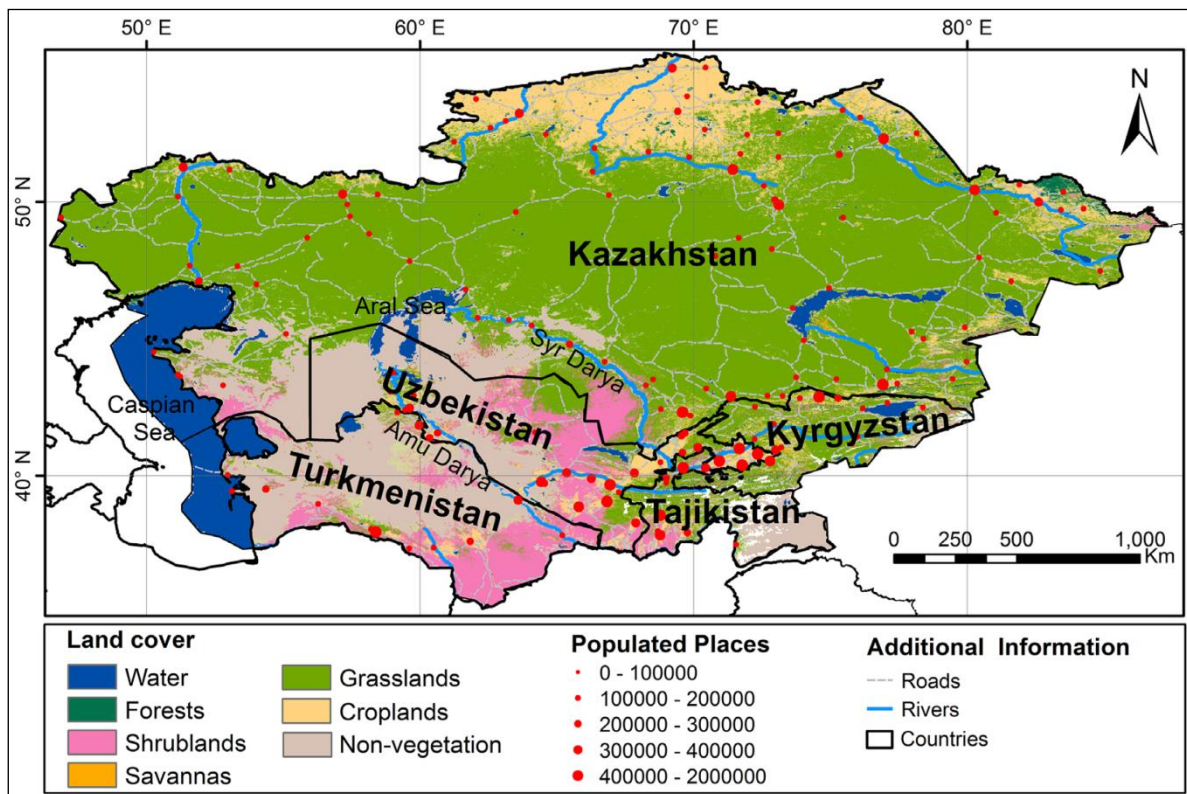 50° E 60° E 70° E 80° E
N
50° N
Kazakhstan
Aral Sea
Syr Darya
Uzbekistan
Caspian
Sea
Amu Darya
Kyrgyzstan
40° N
Turkmenistan
Tajikistan
0 250 500 1,000
Km
Land cover
Water
Forests
Shrublands
Savannas
Grasslands
Croplands
Non-vegetation
Populated Places
0 - 100000
100000 - 200000
200000 - 300000
300000 - 400000
400000 - 2000000
Additional Information
Roads
Rivers
Countries